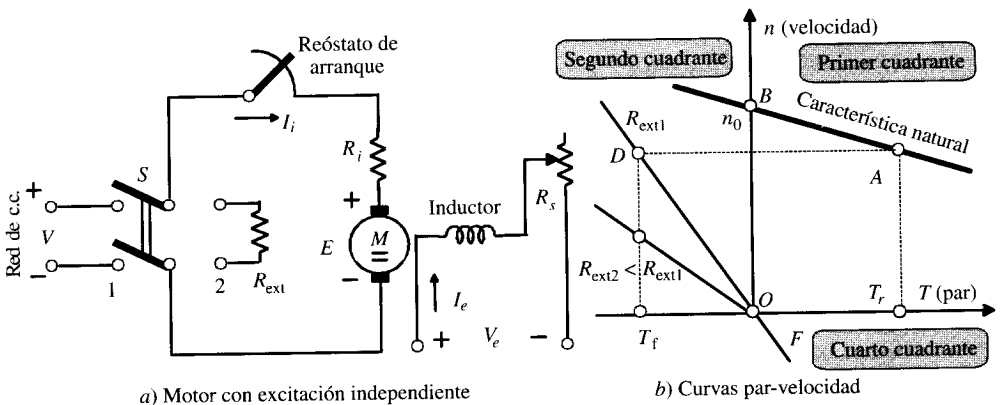 Reóstato de
arranque
I_i
R_i
S
Red de c.c.
+
V
−
1
2
R_ext
E
+
M
−
Inductor
R_s
I_e
+
V_e
−
a) Motor con excitación independiente
n (velocidad)
Segundo cuadrante
Primer cuadrante
B
n_0
Característica natural
R_ext1
D
A
R_ext2 < R_ext1
O
T_r
T (par)
T_f
F
Cuarto cuadrante
b) Curvas par-velocidad